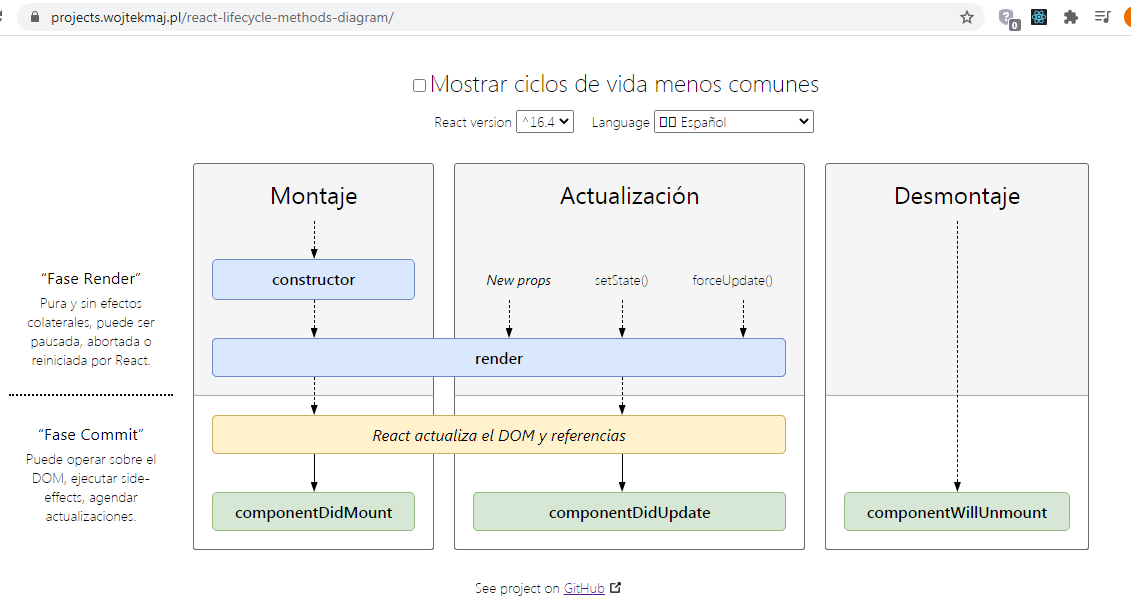 projects.wojtekmaj.pl/react-lifecycle-methods-diagram/
0
Mostrar ciclos de vida menos comunes
React version ^16.4 Language Español
Montaje
Actualización
Desmontaje
“Fase Render”
Pura y sin efectos
colaterales, puede ser
pausada, abortada o
reiniciada por React.
constructor
New props
setState()
forceUpdate()
render
“Fase Commit”
Puede operar sobre el
DOM, ejecutar side-
effects, agendar
actualizaciones.
React actualiza el DOM y referencias
componentDidMount
componentDidUpdate
componentWillUnmount
See project on GitHub